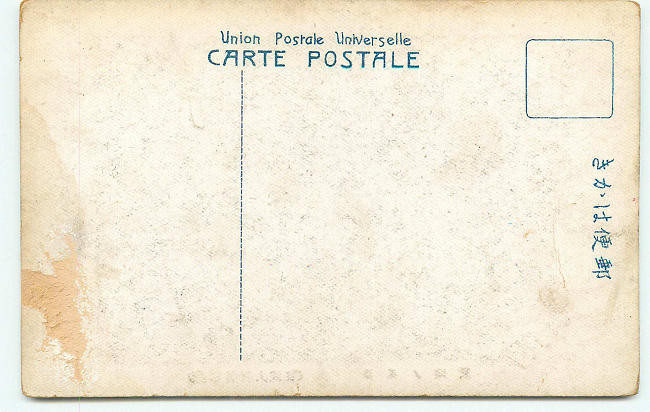 Union Postale Universelle
CARTE POSTALE
きかは便郵